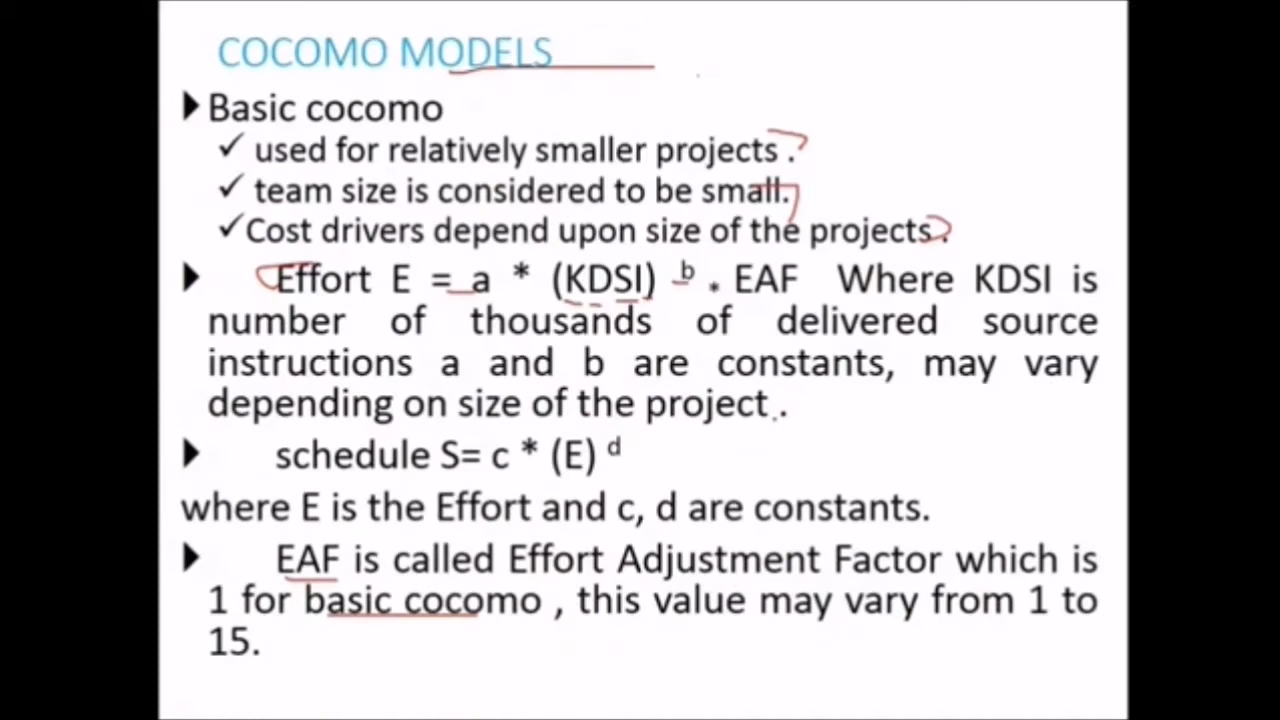 COCOMO MODELS
Basic cocomo
✓ used for relatively smaller projects .
✓ team size is considered to be small.
✓Cost drivers depend upon size of the projects.
Effort E = a * (KDSI) b * EAF Where KDSI is
number of thousands of delivered source
instructions a and b are constants, may vary
depending on size of the project .
schedule S= c * (E) d
where E is the Effort and c, d are constants.
EAF is called Effort Adjustment Factor which is
1 for basic cocomo , this value may vary from 1 to
15.